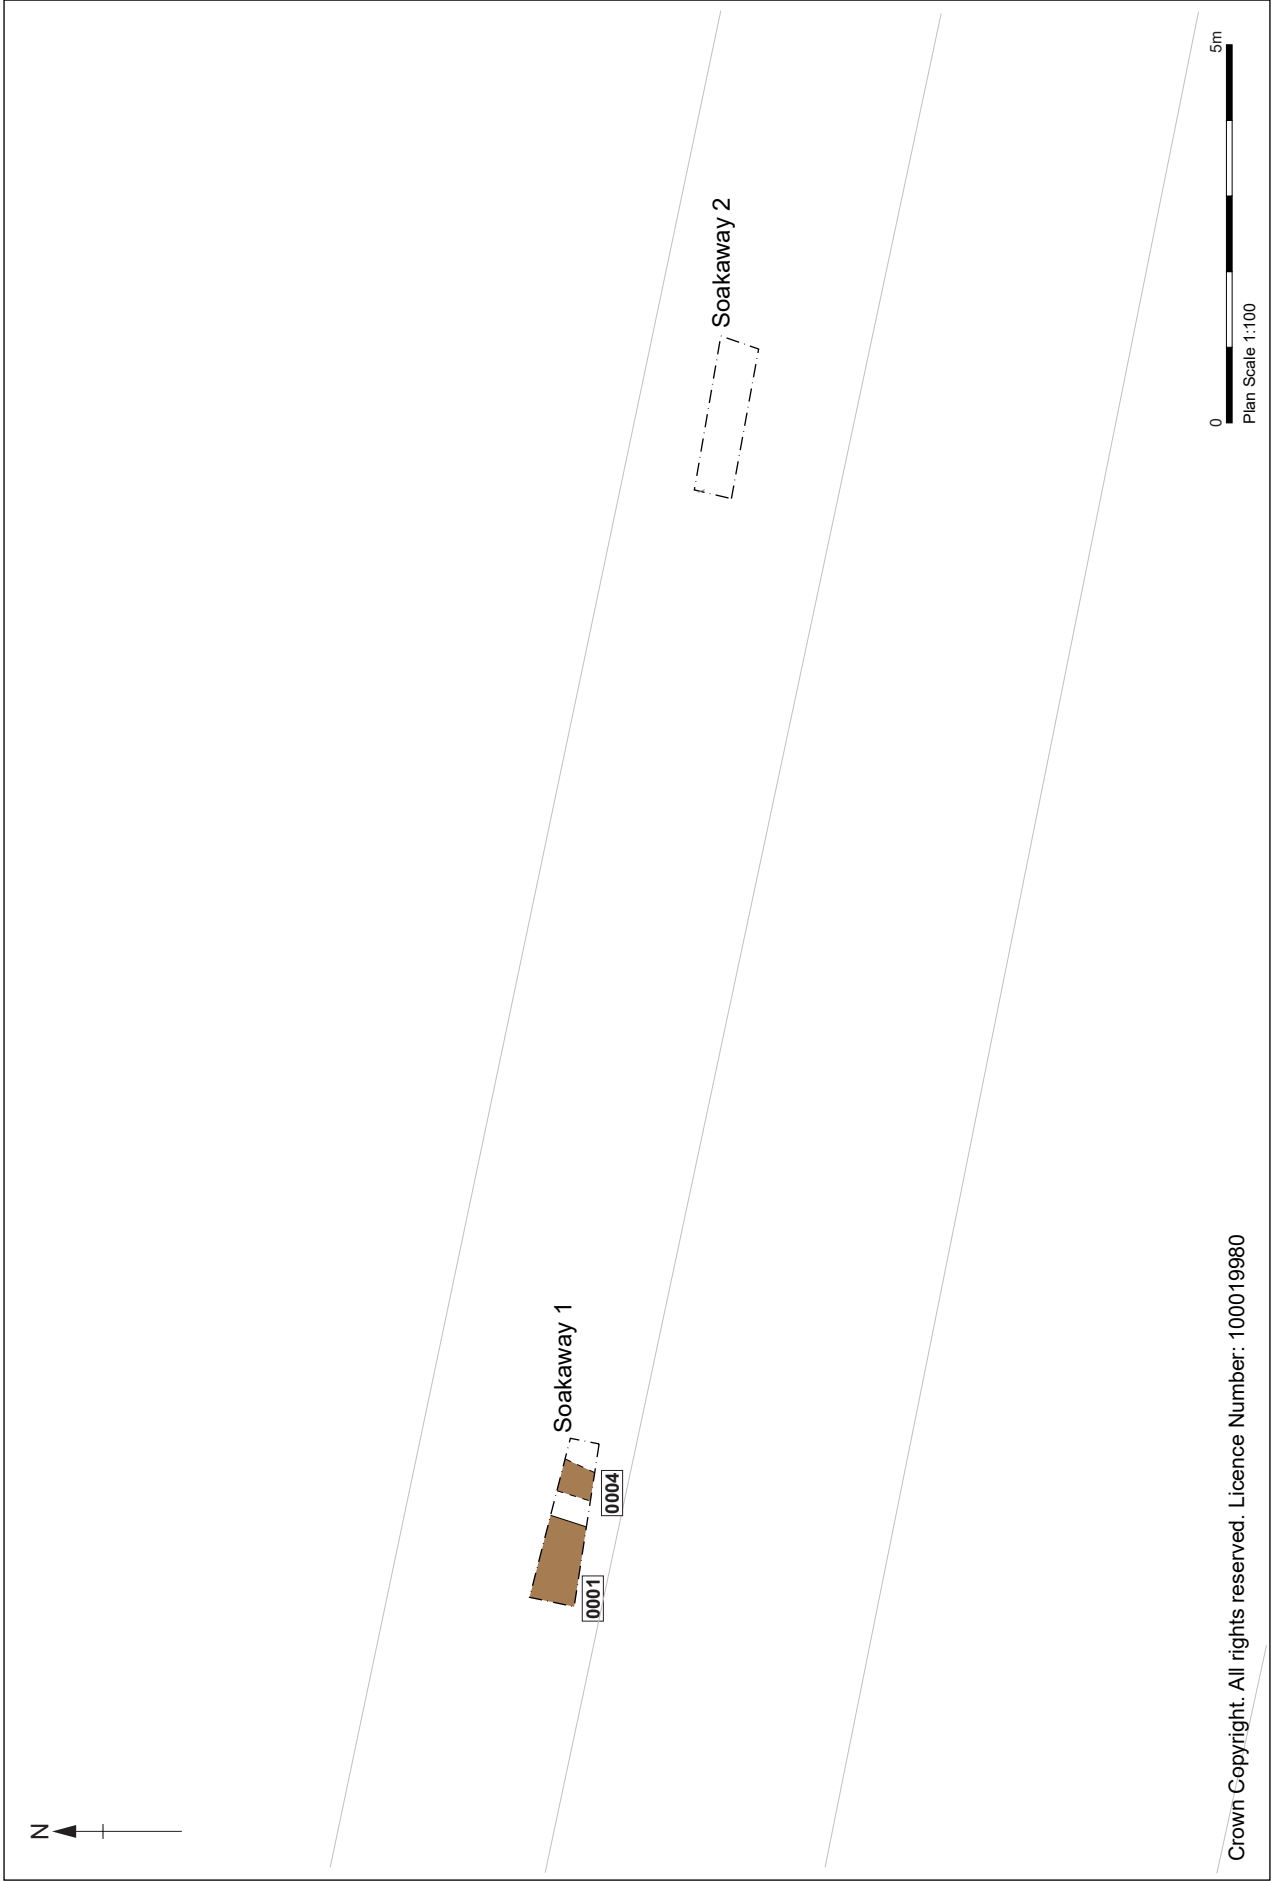 N
Soakaway 1
0001
0004
Soakaway 2
0
5m
Plan Scale 1:100
Crown Copyright. All rights reserved. Licence Number: 100019980